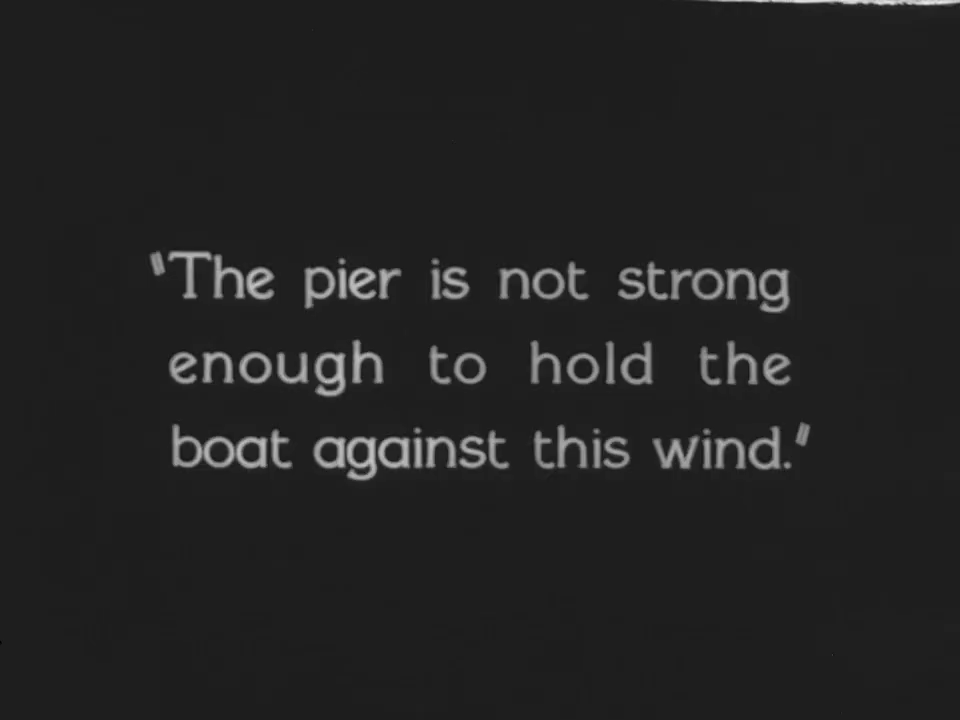 "The pier is not strong
enough to hold the
boat against this wind."